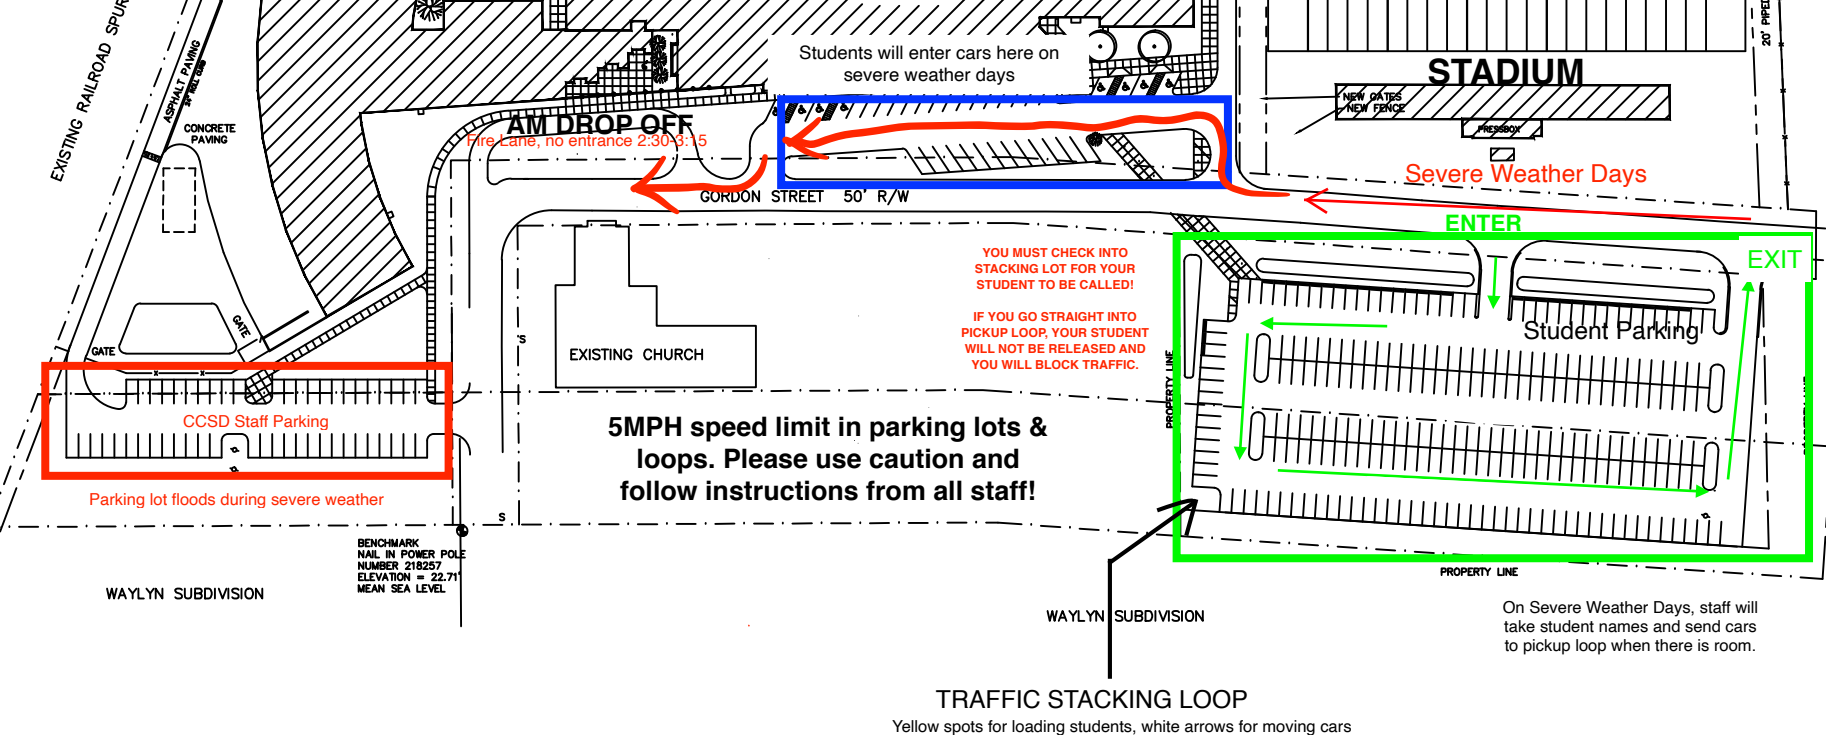 EXISTING RAILROAD SPUR
ASPHALT PAVING
CONCRETE
PAVING
Students will enter cars here on
severe weather days
AM DROP OFF
Fire Lane, no entrance 2:30-3:15
GORDON STREET 50' R/W
STADIUM
NEW GATES
NEW FENCE
PRESSBOX
20' PIPED
Severe Weather Days
ENTER
EXIT
YOU MUST CHECK INTO
STACKING LOT FOR YOUR
STUDENT TO BE CALLED!
IF YOU GO STRAIGHT INTO
PICKUP LOOP, YOUR STUDENT
WILL NOT BE RELEASED AND
YOU WILL BLOCK TRAFFIC.
Student Parking
GATE
GATE
EXISTING CHURCH
S
PROPERTY LINE
CCSD Staff Parking
Parking lot floods during severe weather
5MPH speed limit in parking lots &
loops. Please use caution and
follow instructions from all staff!
S
BENCHMARK
NAIL IN POWER POLE
NUMBER 218257
ELEVATION = 22.71'
MEAN SEA LEVEL
WAYLYN SUBDIVISION
PROPERTY LINE
WAYLYN SUBDIVISION
On Severe Weather Days, staff will
take student names and send cars
to pickup loop when there is room.
TRAFFIC STACKING LOOP
Yellow spots for loading students, white arrows for moving cars